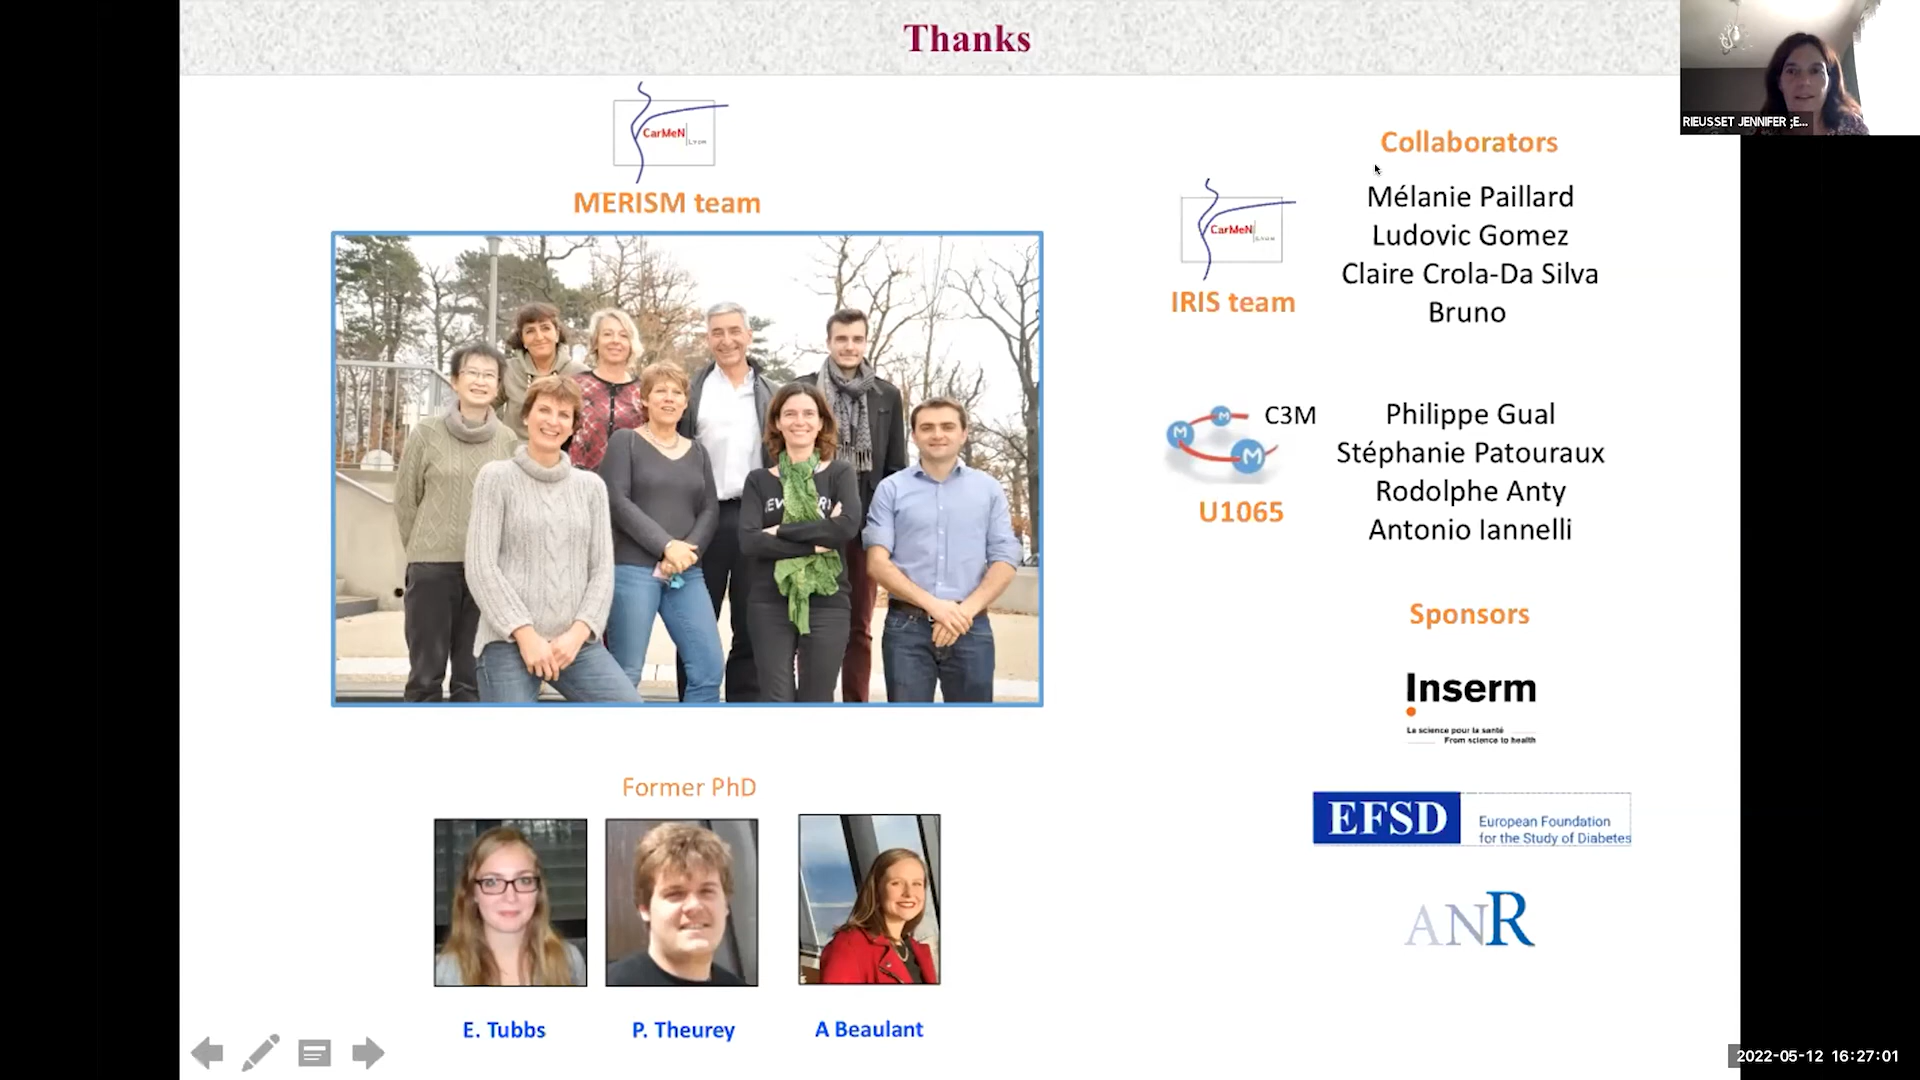 Thanks
RIEUSSET JENNIFER ;E...
CarMeN
Lyon
MERISM team
Collaborators
CarMeN
Lyon
IRIS team
Mélanie Paillard
Ludovic Gomez
Claire Crola-Da Silva
Bruno
M
M
M
C3M
U1065
Philippe Gual
Stéphanie Patouraux
Rodolphe Anty
Antonio Iannelli
Sponsors
Inserm
La science pour la santé
From science to health
EFSD
European Foundation
for the Study of Diabetes
ANR
Former PhD
E. Tubbs
P. Theurey
A Beaulant
2022-05-12 16:27:01